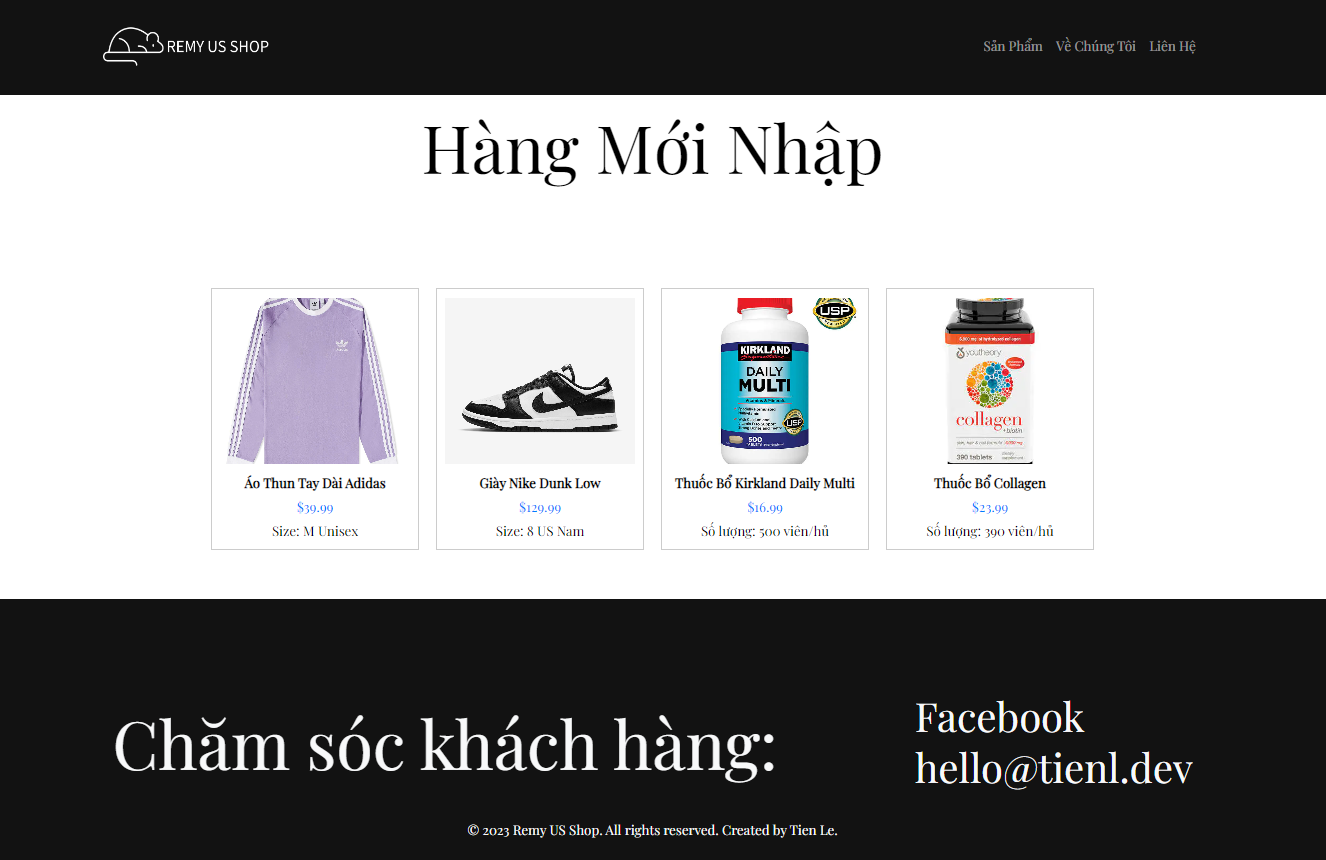 REMY US SHOP
Sản Phẩm Về Chúng Tôi Liên Hệ
Hàng Mới Nhập
USP
KIRKLAND
DAILY
MULTI
Vitamins & Minerals
USP
500
youtheory
collagen
+biotin
390 tablets
Áo Thun Tay Dài Adidas
$39.99
Size: M Unisex
Giày Nike Dunk Low
$129.99
Size: 8 US Nam
Thuốc Bổ Kirkland Daily Multi
$16.99
Số lượng: 500 viên/hủ
Thuốc Bổ Collagen
$23.99
Số lượng: 390 viên/hủ
Chăm sóc khách hàng:
Facebook
hello@tienl.dev
© 2023 Remy US Shop. All rights reserved. Created by Tien Le.